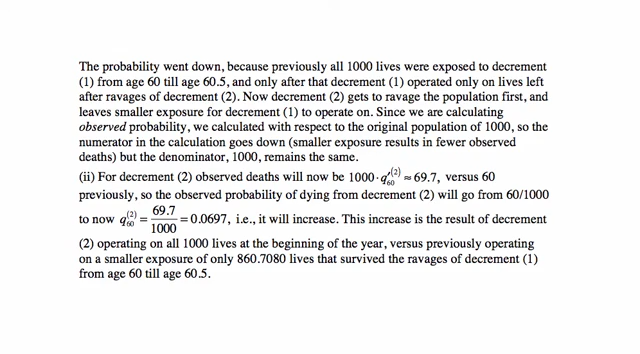 The probability went down, because previously all 1000 lives were exposed to decrement
(1) from age 60 till age 60.5, and only after that decrement (1) operated only on lives left
after ravages of decrement (2). Now decrement (2) gets to ravage the population first, and
leaves smaller exposure for decrement (1) to operate on. Since we are calculating
observed probability, we calculated with respect to the original population of 1000, so the
numerator in the calculation goes down (smaller exposure results in fewer observed
deaths) but the denominator, 1000, remains the same.
(ii) For decrement (2) observed deaths will now be 1000·q′₆₀⁽²⁾ ≈ 69.7, versus 60
previously, so the observed probability of dying from decrement (2) will go from 60/1000
to now q₆₀⁽²⁾ = 69.7/1000 = 0.0697, i.e., it will increase. This increase is the result of decrement
(2) operating on all 1000 lives at the beginning of the year, versus previously operating
on a smaller exposure of only 860.7080 lives that survived the ravages of decrement (1)
from age 60 till age 60.5.